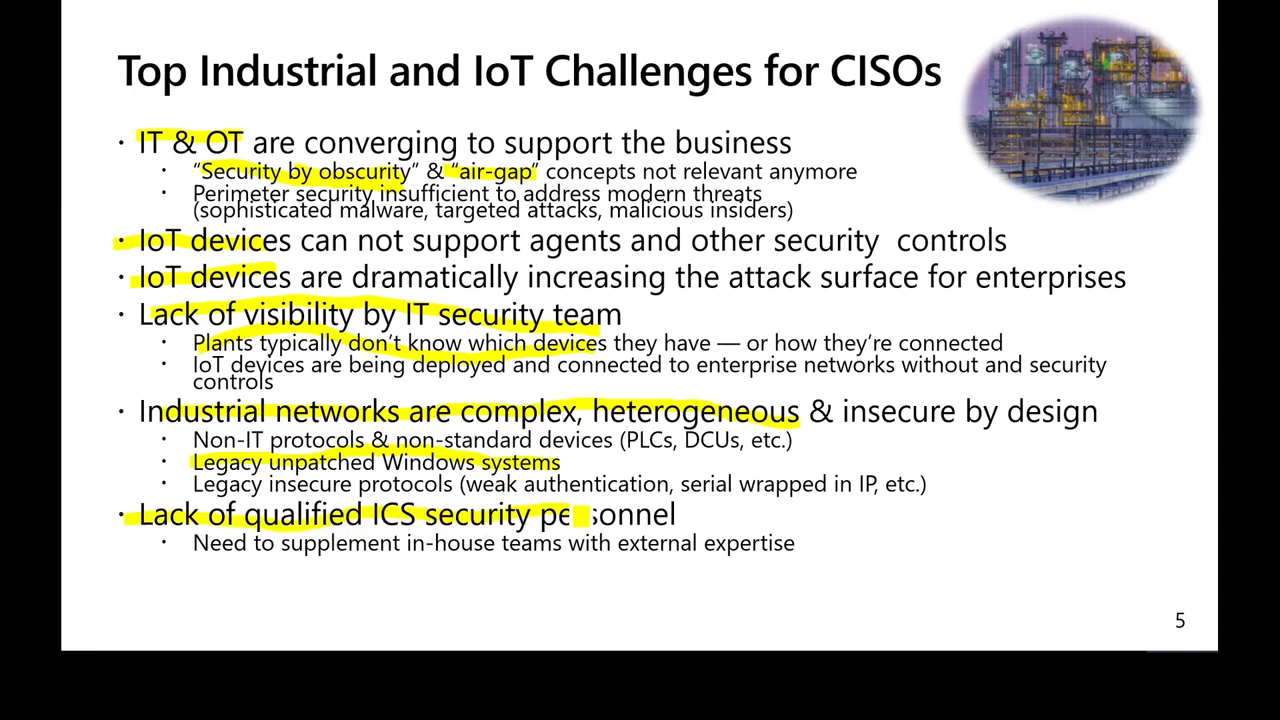 Top Industrial and IoT Challenges for CISOs
• IT & OT are converging to support the business
• “Security by obscurity” & “air-gap” concepts not relevant anymore
• Perimeter security insufficient to address modern threats
(sophisticated malware, targeted attacks, malicious insiders)
• IoT devices can not support agents and other security controls
• IoT devices are dramatically increasing the attack surface for enterprises
• Lack of visibility by IT security team
• Plants typically don’t know which devices they have — or how they’re connected
• IoT devices are being deployed and connected to enterprise networks without and security
controls
• Industrial networks are complex, heterogeneous & insecure by design
• Non-IT protocols & non-standard devices (PLCs, DCUs, etc.)
• Legacy unpatched Windows systems
• Legacy insecure protocols (weak authentication, serial wrapped in IP, etc.)
• Lack of qualified ICS security personnel
• Need to supplement in-house teams with external expertise
5